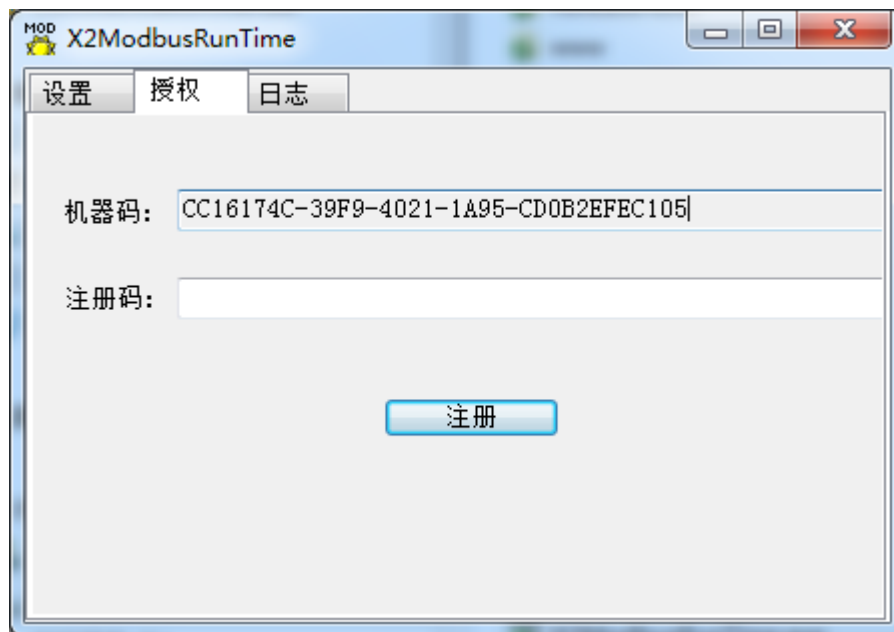 MOD
X2ModbusRunTime
设置 授权 日志
机器码: CC16174C-39F9-4021-1A95-CD0B2EFEC105
注册码:
注册